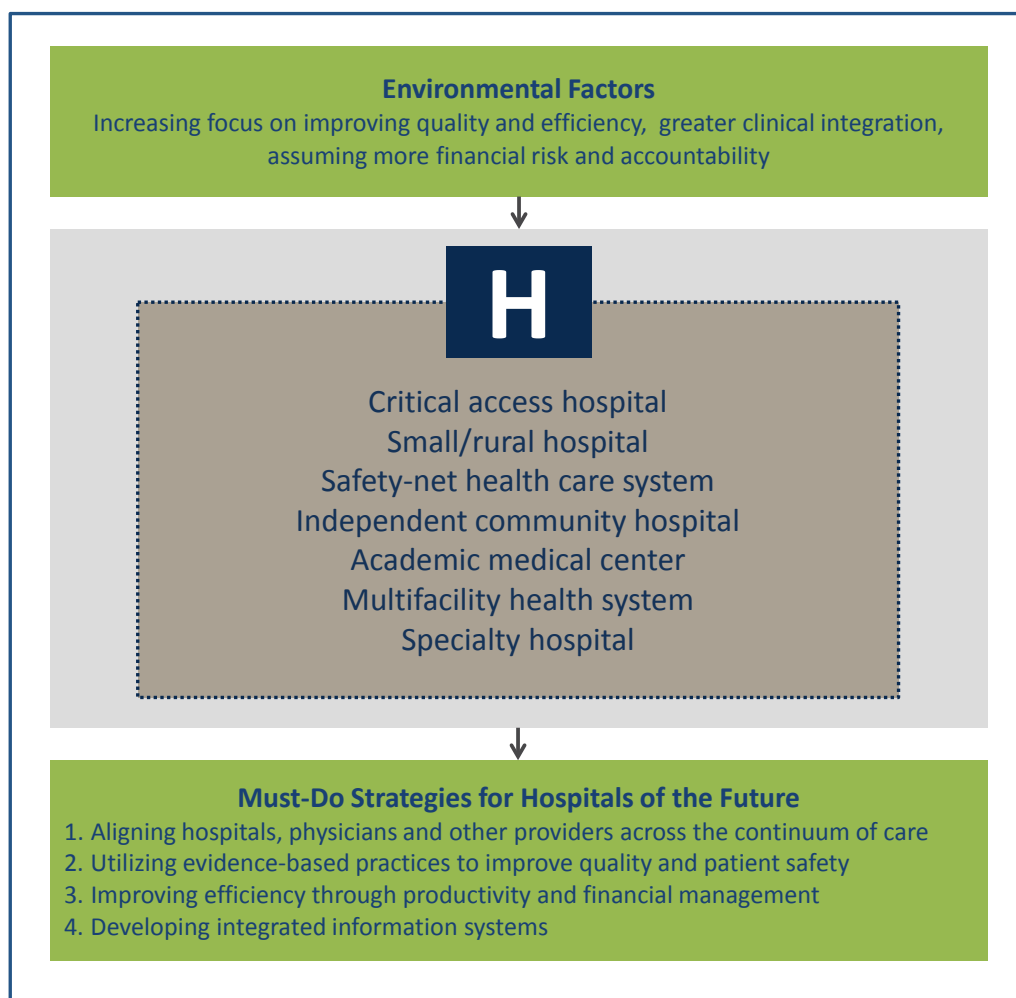 Environmental Factors
Increasing focus on improving quality and efficiency,  greater clinical integration,
assuming more financial risk and accountability
H
Critical access hospital
Small/rural hospital
Safety-net health care system
Independent community hospital
Academic medical center
Multifacility health system
Specialty hospital
Must-Do Strategies for Hospitals of the Future
1. Aligning hospitals, physicians and other providers across the continuum of care
2. Utilizing evidence-based practices to improve quality and patient safety
3. Improving efficiency through productivity and financial management
4. Developing integrated information systems